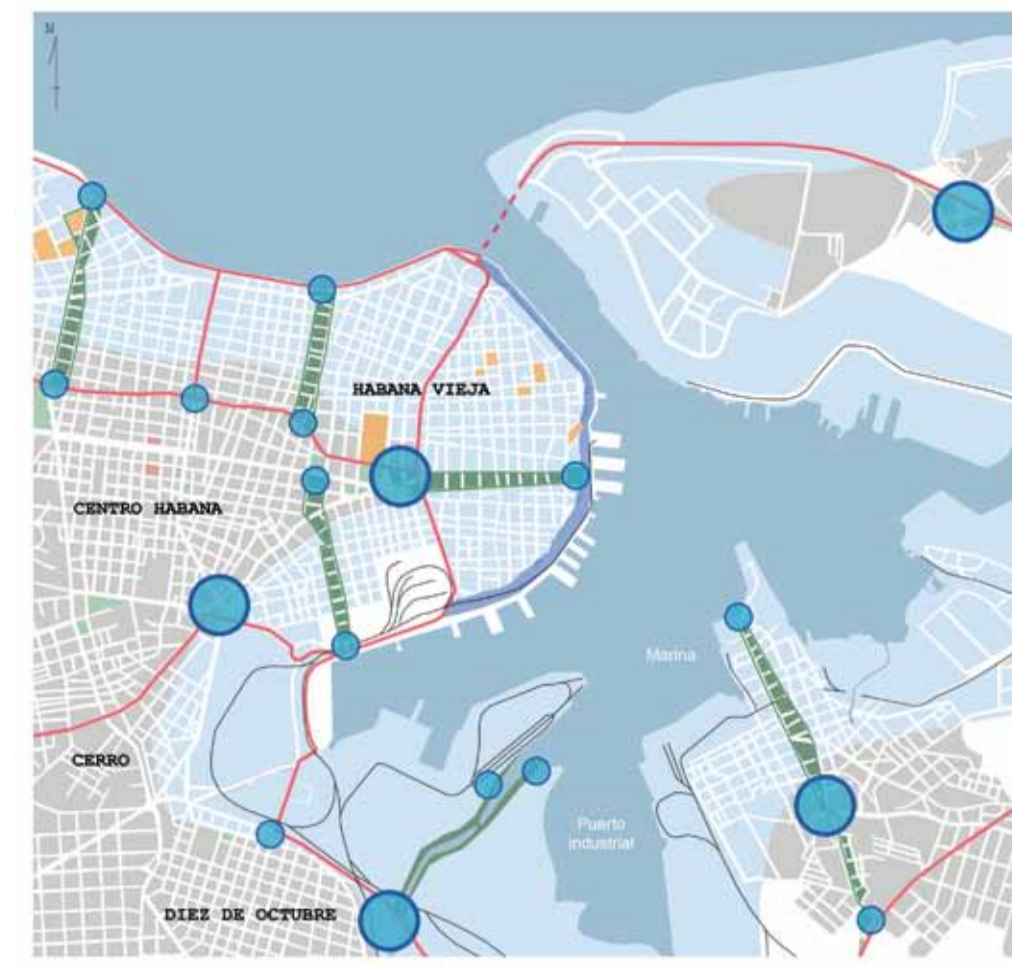 N
HABANA VIEJA
CENTRO HABANA
Marina
CERRO
Puerto
industrial
DIEZ DE OCTUBRE